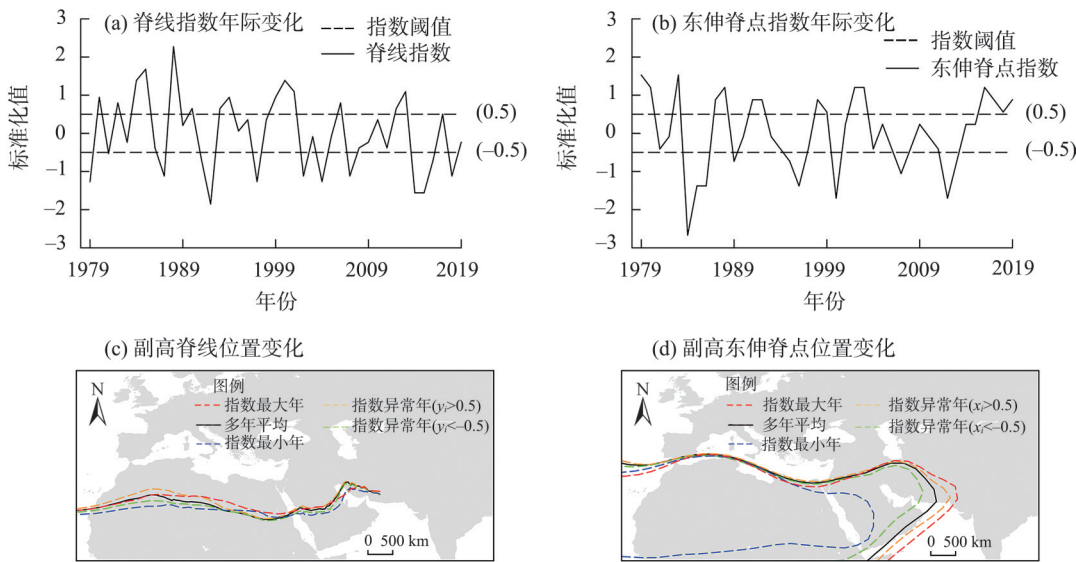 (a) 脊线指数年际变化
指数阈值
脊线指数
标准化值
3
2
1
0
−1
−2
−3
(0.5)
(−0.5)
1979
1989
1999
2009
2019
年份
(b) 东伸脊点指数年际变化
指数阈值
东伸脊点指数
标准化值
3
2
1
0
−1
−2
−3
(0.5)
(−0.5)
1979
1989
1999
2009
2019
年份
(c) 副高脊线位置变化
N
图例
指数最大年
指数异常年(yᵢ>0.5)
多年平均
指数异常年(yᵢ<−0.5)
指数最小年
0 500 km
(d) 副高东伸脊点位置变化
N
图例
指数最大年
指数异常年(xᵢ>0.5)
多年平均
指数异常年(xᵢ<−0.5)
指数最小年
0 500 km